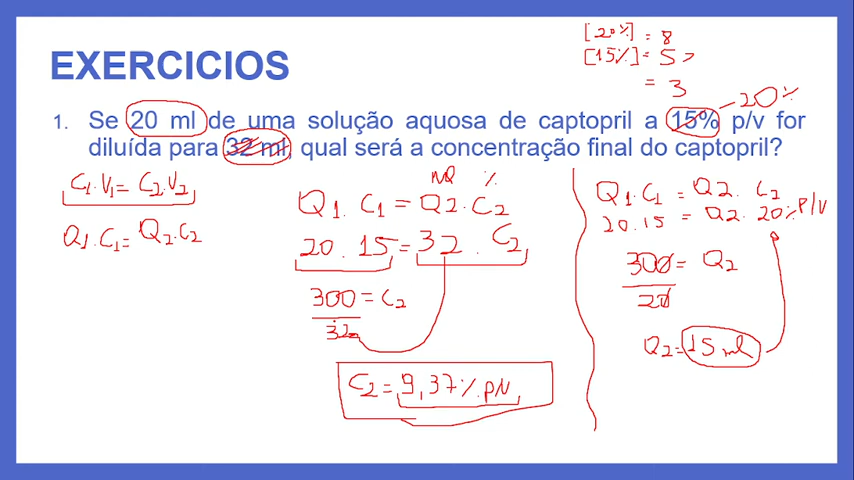 EXERCICIOS
[20%] = 8
[15%] = 5
= 3
20%
1. Se 20 ml de uma solução aquosa de captopril a 15% p/v for
diluída para 32 ml, qual será a concentração final do captopril?
C1.V1 = C2.V2
Q1.C1 = Q2.C2
%
Q1.C1 = Q2.C2
20.15 = 32.C2
300 = C2
32
C2 = 9,37%
Q1.C1 = Q2.C2
20.15 = Q2.20% P/V
300 = Q2
20
Q2 = 15 ml